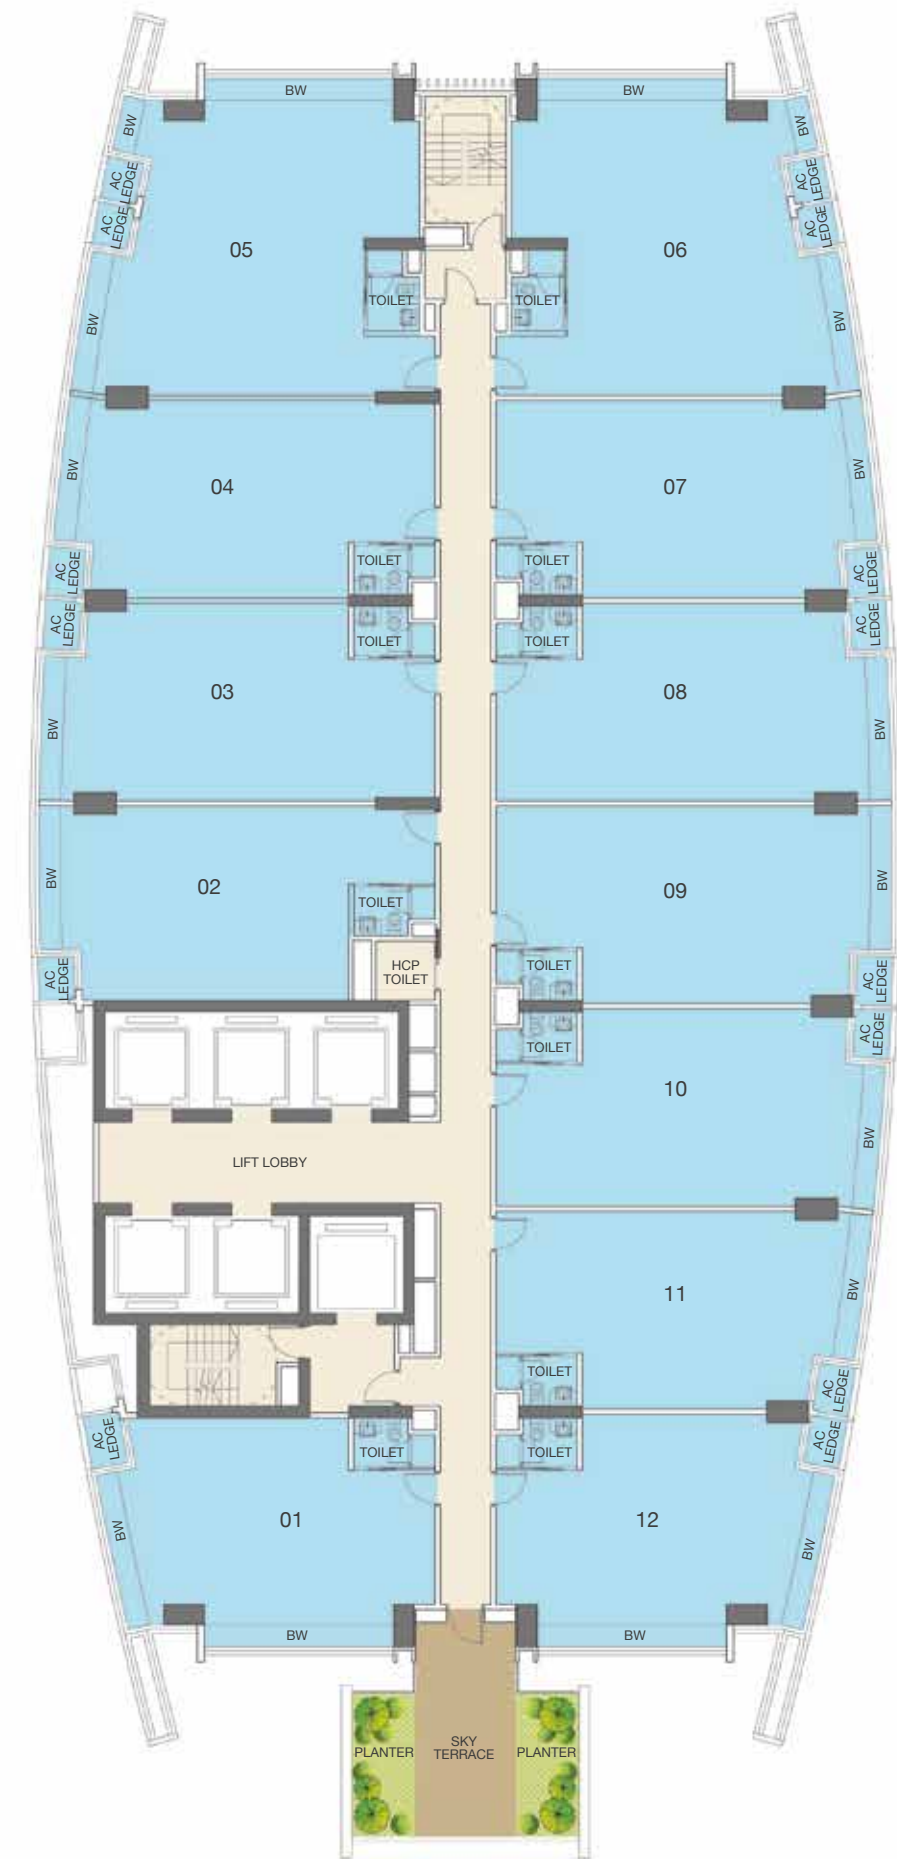 BW
BW
BW
BW
AC
LEDGE
AC
LEDGE
AC
LEDGE
AC
LEDGE
05
06
TOILET
TOILET
BW
BW
BW
04
07
BW
TOILET
TOILET
AC
LEDGE
AC
LEDGE
AC
LEDGE
AC
LEDGE
TOILET
TOILET
03
08
BW
BW
02
09
BW
BW
TOILET
HCP
TOILET
TOILET
AC
LEDGE
AC
LEDGE
AC
LEDGE
TOILET
10
BW
LIFT LOBBY
11
BW
TOILET
AC
LEDGE
AC
LEDGE
AC
LEDGE
TOILET
TOILET
01
12
BW
BW
BW
BW
PLANTER
SKY
TERRACE
PLANTER